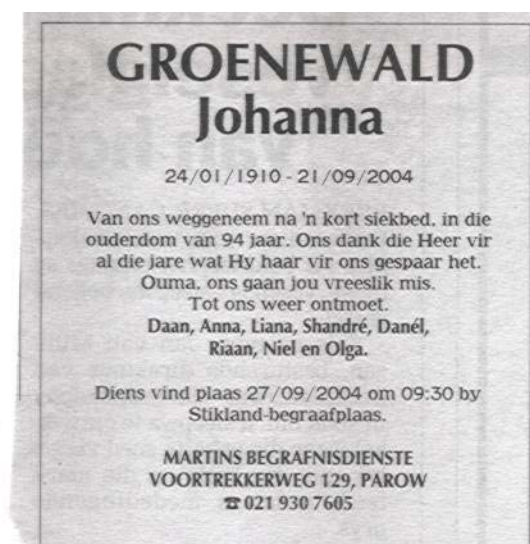 GROENEWALD
Johanna
24/01/1910 - 21/09/2004
Van ons weggeneem na 'n kort siekbed, in die
ouderdom van 94 jaar. Ons dank die Heer vir
al die jare wat Hy haar vir ons gespaar het.
Ouma, ons gaan jou vreeslik mis.
Tot ons weer ontmoet.
Daan, Anna, Liana, Shandré, Danél,
Riaan, Niel en Olga.
Diens vind plaas 27/09/2004 om 09:30 by
Stikland-begraafplaas.
MARTINS BEGRAFNISDIENSTE
VOORTREKKERWEG 129, PAROW
☎ 021 930 7605